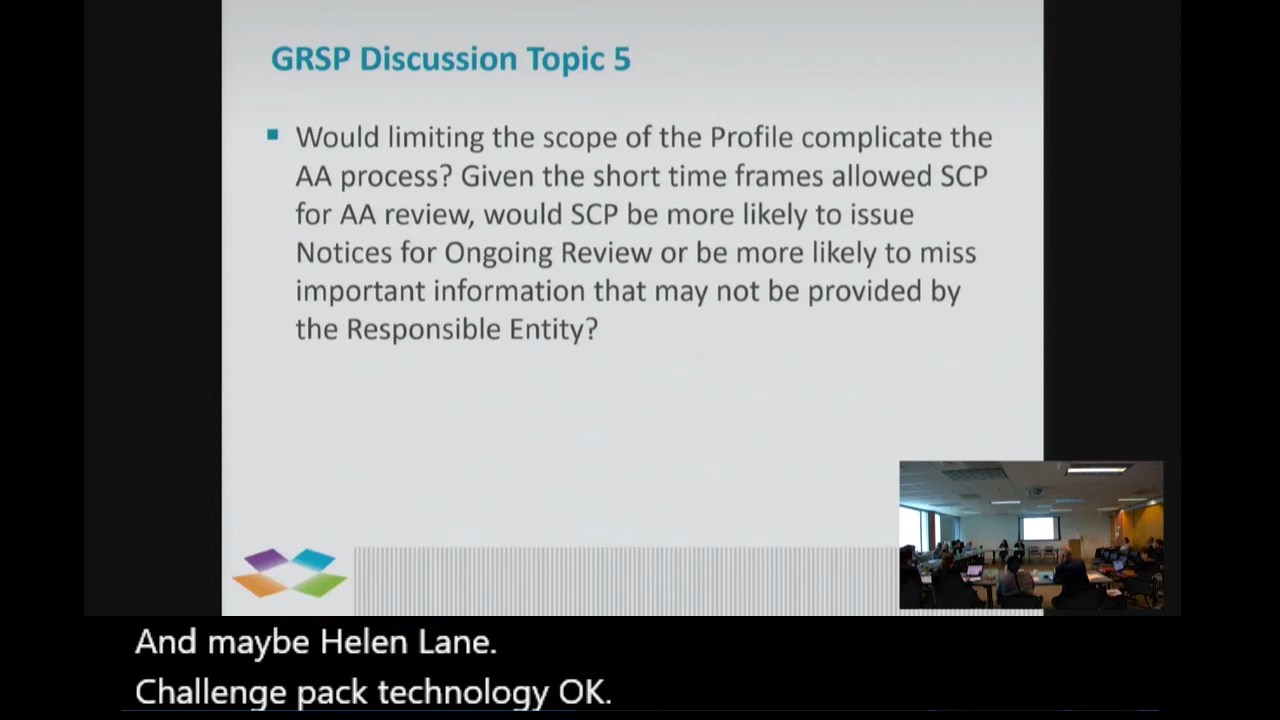 GRSP Discussion Topic 5
Would limiting the scope of the Profile complicate the
AA process? Given the short time frames allowed SCP
for AA review, would SCP be more likely to issue
Notices for Ongoing Review or be more likely to miss
important information that may not be provided by
the Responsible Entity?
And maybe Helen Lane.
Challenge pack technology OK.